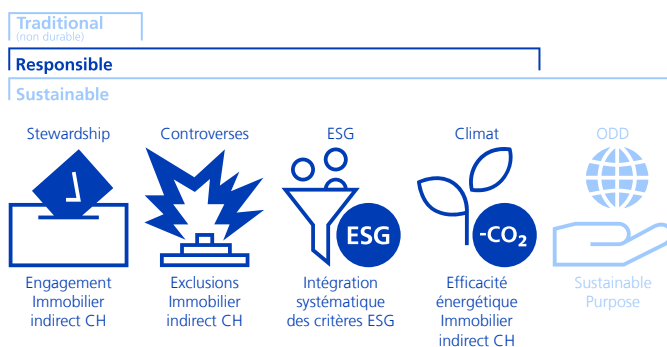 Traditional
(non durable)
Responsible
Sustainable
Stewardship
Controverses
ESG
Climat
ODD
ESG
-CO₂
Engagement
Immobilier
indirect CH
Exclusions
Immobilier
indirect CH
Intégration
systématique
des critères ESG
Efficacité
énergétique
Immobilier
indirect CH
Sustainable
Purpose